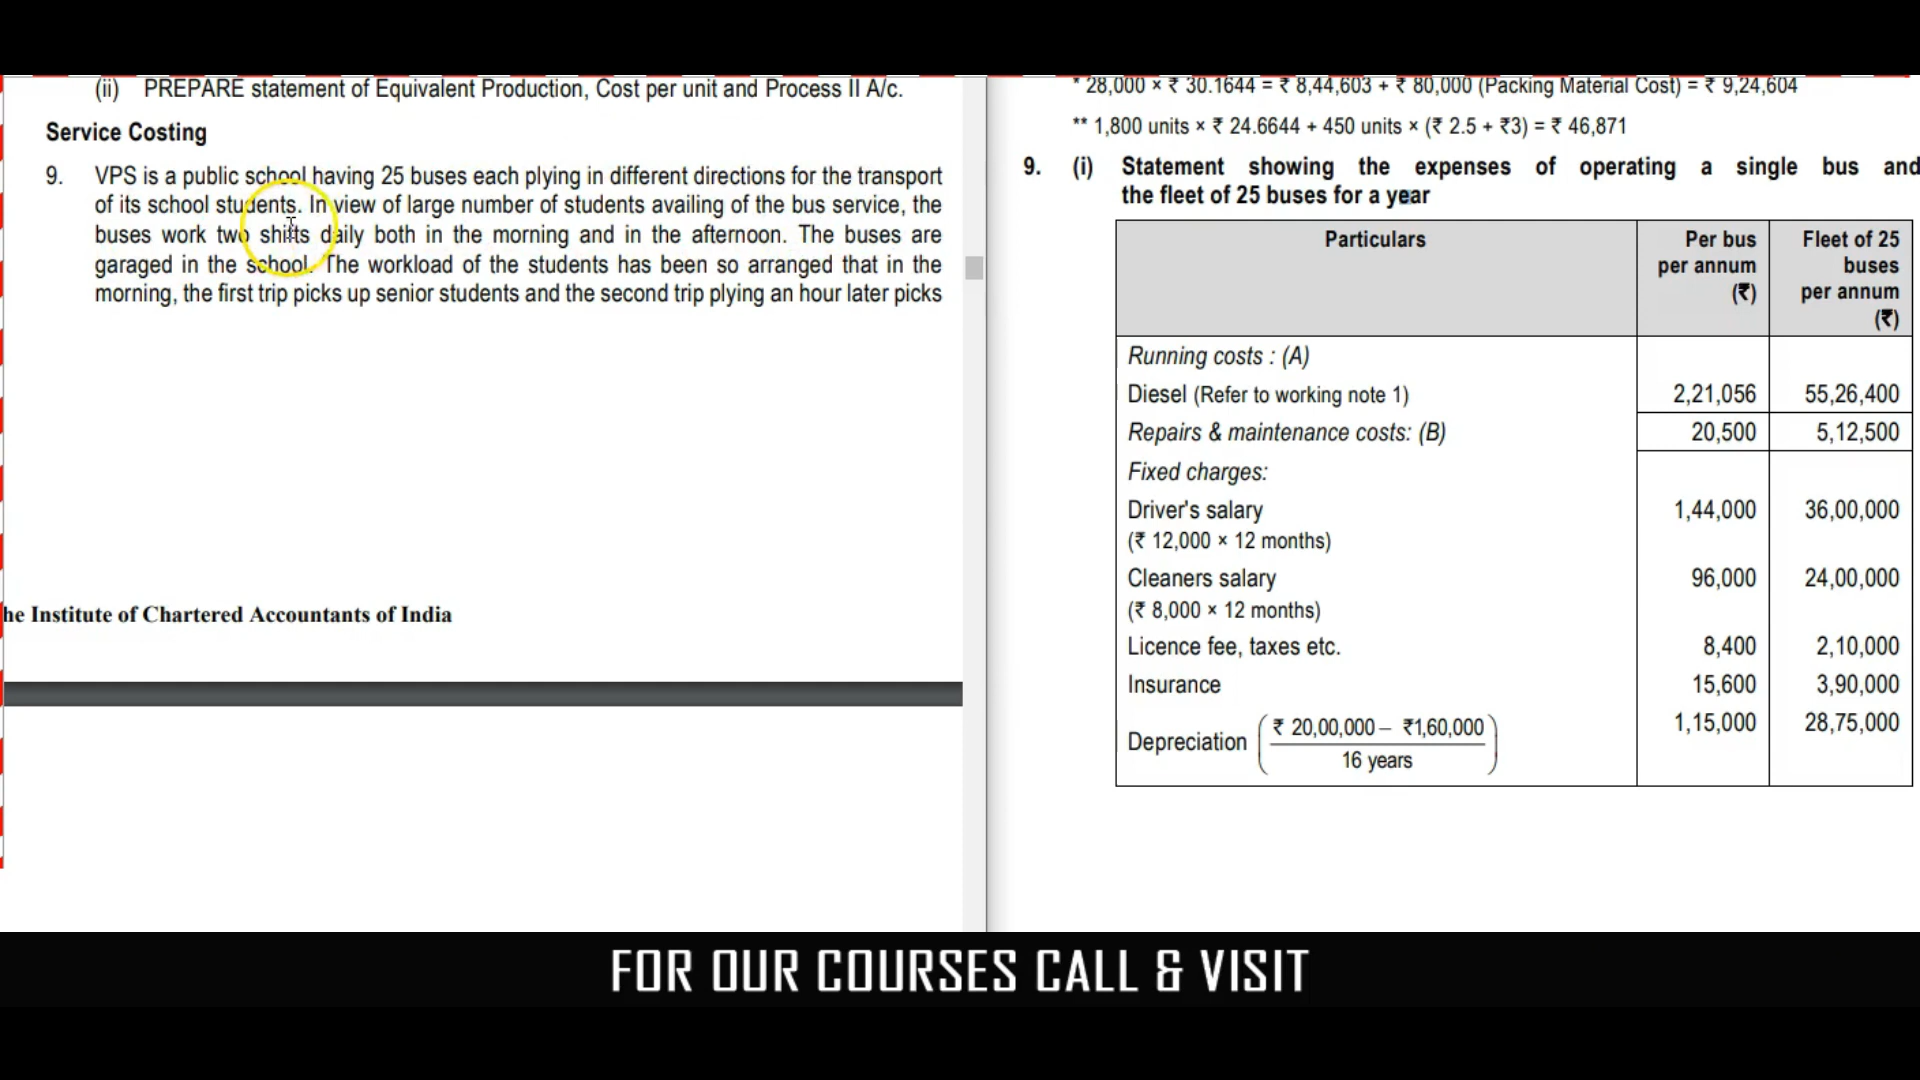 (ii) PREPARE statement of Equivalent Production, Cost per unit and Process II A/c.
Service Costing
9. VPS is a public school having 25 buses each plying in different directions for the transport
of its school students. In view of large number of students availing of the bus service, the
buses work two shifts daily both in the morning and in the afternoon. The buses are
garaged in the school. The workload of the students has been so arranged that in the
morning, the first trip picks up senior students and the second trip plying an hour later picks
he Institute of Chartered Accountants of India
* 28,000 × ₹ 30.1644 = ₹ 8,44,603 + ₹ 80,000 (Packing Material Cost) = ₹ 9,24,604
** 1,800 units × ₹ 24.6644 + 450 units × (₹ 2.5 + ₹3) = ₹ 46,871
9. (i) Statement showing the expenses of operating a single bus and
the fleet of 25 buses for a year
Particulars Per bus Fleet of 25
per annum buses
(₹) per annum
(₹)
Running costs : (A)
Diesel (Refer to working note 1) 2,21,056 55,26,400
Repairs & maintenance costs: (B) 20,500 5,12,500
Fixed charges:
Driver's salary 1,44,000 36,00,000
(₹ 12,000 × 12 months)
Cleaners salary 96,000 24,00,000
(₹ 8,000 × 12 months)
Licence fee, taxes etc. 8,400 2,10,000
Insurance 15,600 3,90,000
Depreciation (₹ 20,00,000 – ₹1,60,000 / 16 years) 1,15,000 28,75,000
FOR OUR COURSES CALL & VISIT